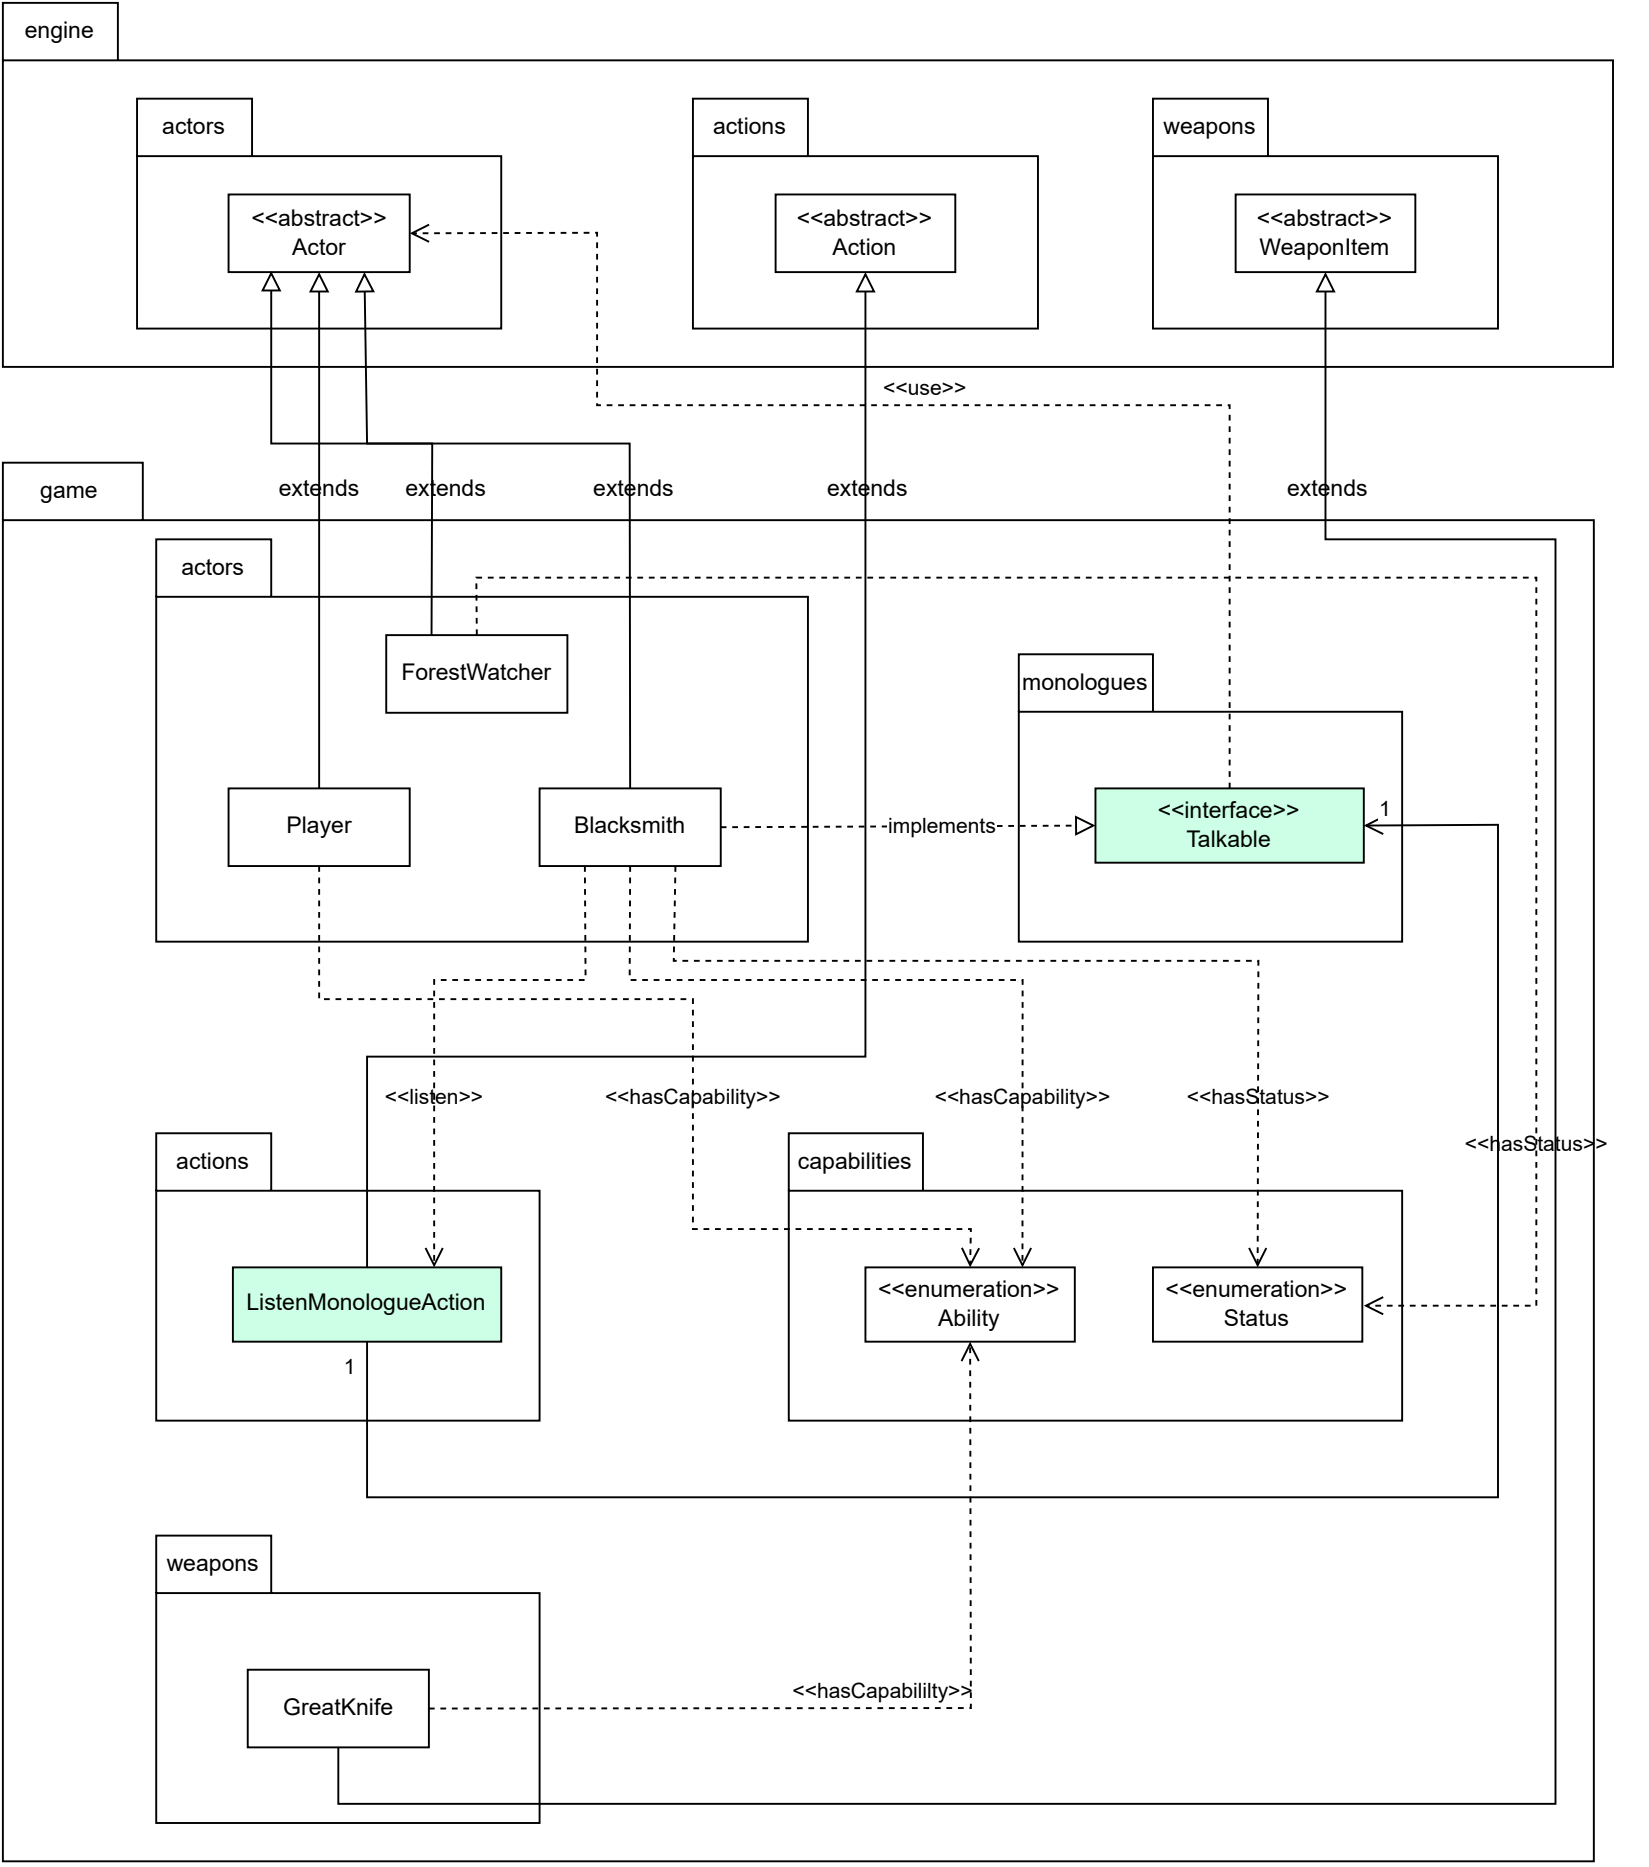 engine
actors
actions
weapons
<<abstract>>
Actor
<<abstract>>
Action
<<abstract>>
WeaponItem
<<use>>
game
extends
extends
extends
extends
extends
actors
ForestWatcher
monologues
Player
Blacksmith
implements
<<interface>>
Talkable
1
<<listen>>
<<hasCapability>>
<<hasCapability>>
<<hasStatus>>
<<hasStatus>>
actions
capabilities
ListenMonologueAction
<<enumeration>>
Ability
<<enumeration>>
Status
1
weapons
GreatKnife
<<hasCapabililty>>